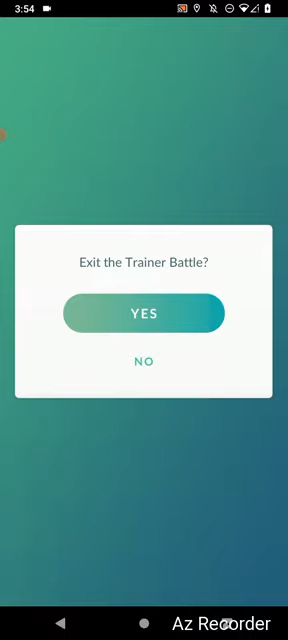 3:54
Exit the Trainer Battle?
YES
NO
Az Recorder